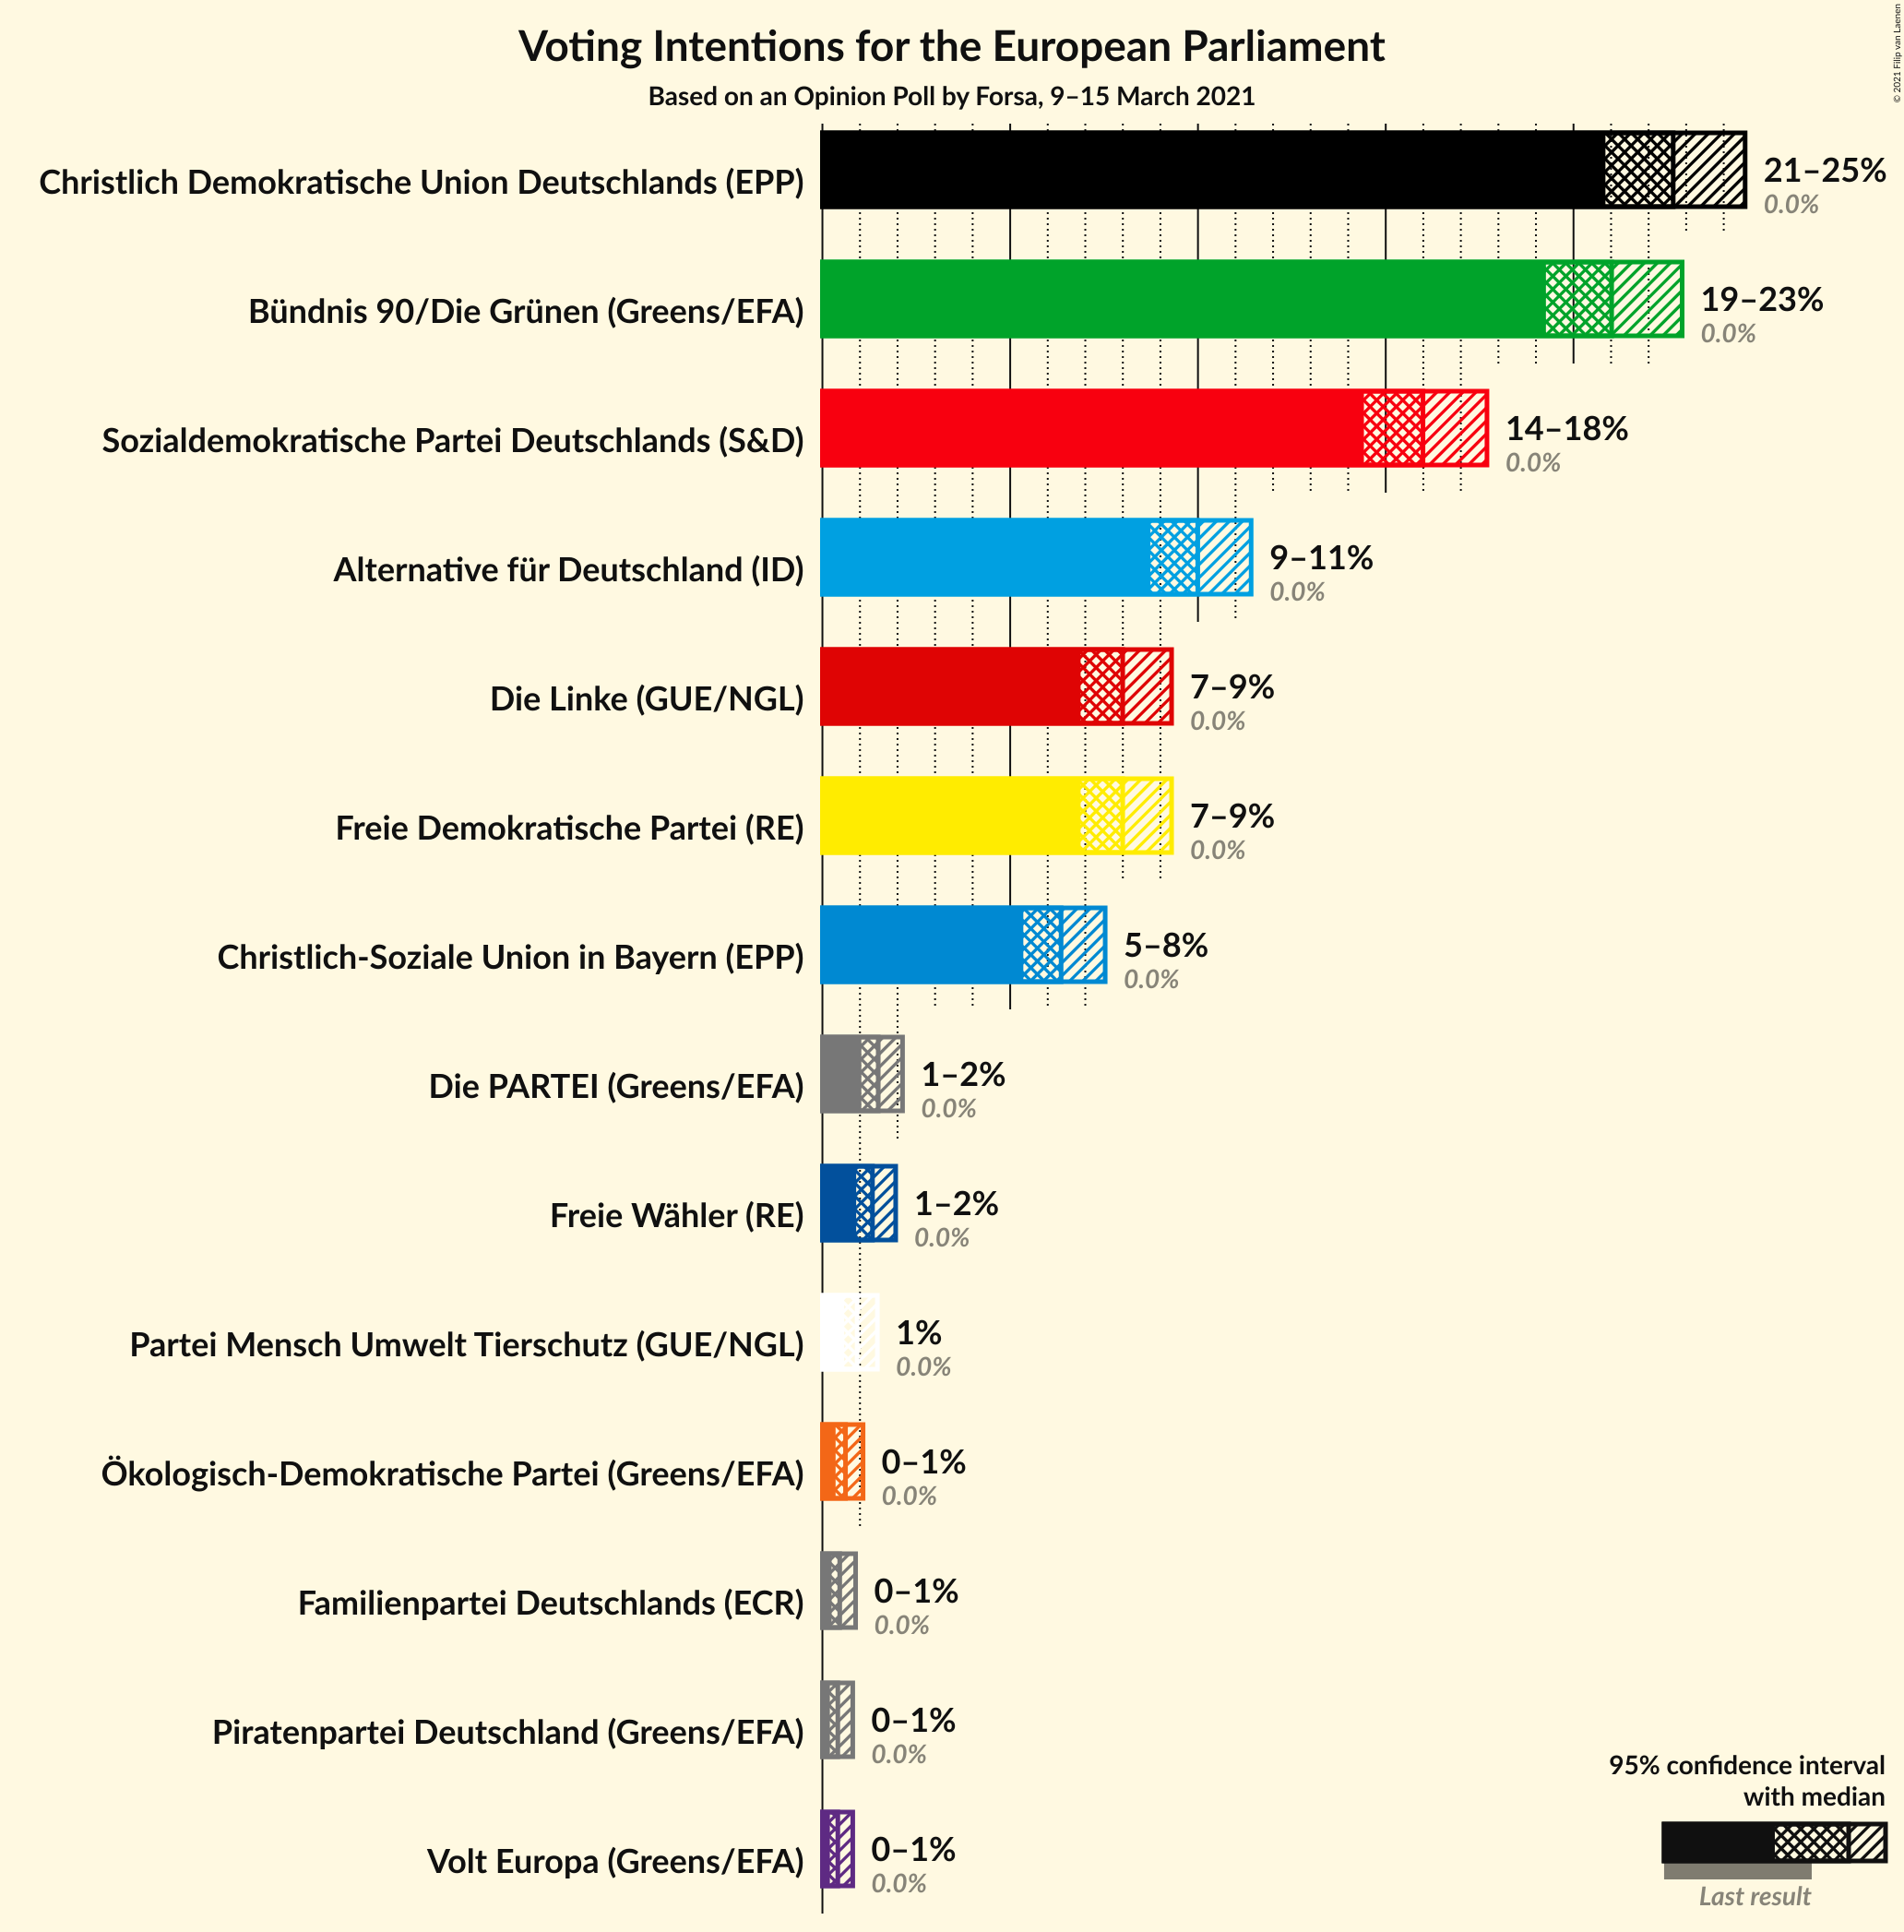 Voting Intentions for the European Parliament
Based on an Opinion Poll by Forsa, 9–15 March 2021
© 2021 Filip van Laenen
Christlich Demokratische Union Deutschlands (EPP)
21–25%
0.0%
Bündnis 90/Die Grünen (Greens/EFA)
19–23%
0.0%
Sozialdemokratische Partei Deutschlands (S&D)
14–18%
0.0%
Alternative für Deutschland (ID)
9–11%
0.0%
Die Linke (GUE/NGL)
7–9%
0.0%
Freie Demokratische Partei (RE)
7–9%
0.0%
Christlich-Soziale Union in Bayern (EPP)
5–8%
0.0%
Die PARTEI (Greens/EFA)
1–2%
0.0%
Freie Wähler (RE)
1–2%
0.0%
Partei Mensch Umwelt Tierschutz (GUE/NGL)
1%
0.0%
Ökologisch-Demokratische Partei (Greens/EFA)
0–1%
0.0%
Familienpartei Deutschlands (ECR)
0–1%
0.0%
Piratenpartei Deutschland (Greens/EFA)
0–1%
0.0%
Volt Europa (Greens/EFA)
0–1%
0.0%
95% confidence interval
with median
Last result